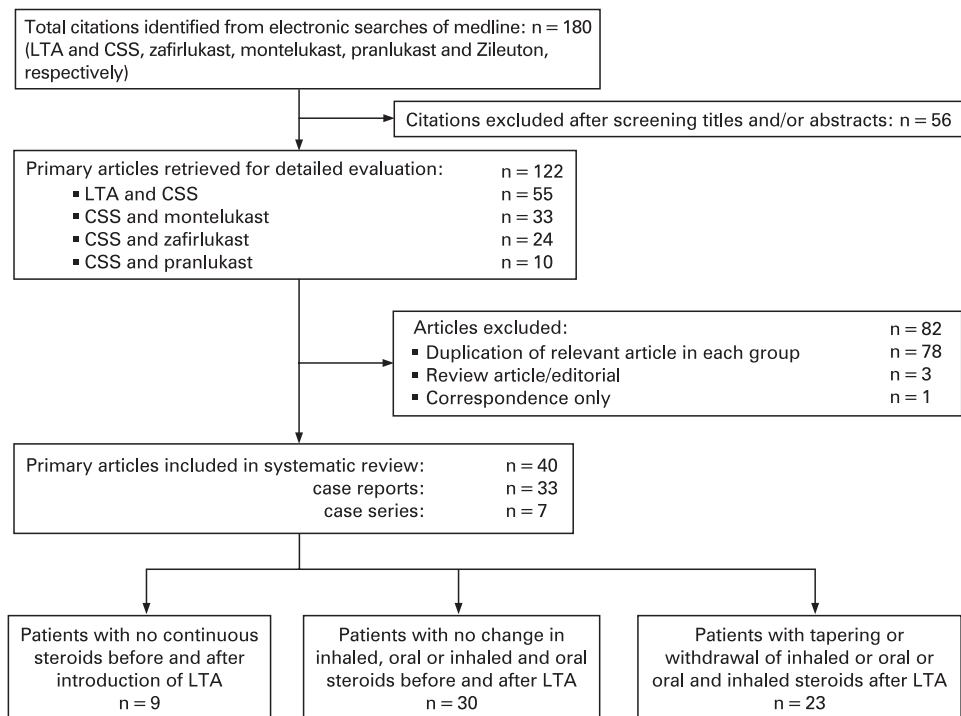 Total citations identified from electronic searches of medline: n = 180
(LTA and CSS, zafirlukast, montelukast, pranlukast and Zileuton,
respectively)
Citations excluded after screening titles and/or abstracts: n = 56
Primary articles retrieved for detailed evaluation: n = 122
▪ LTA and CSS n = 55
▪ CSS and montelukast n = 33
▪ CSS and zafirlukast n = 24
▪ CSS and pranlukast n = 10
Articles excluded: n = 82
▪ Duplication of relevant article in each group n = 78
▪ Review article/editorial n = 3
▪ Correspondence only n = 1
Primary articles included in systematic review: n = 40
case reports: n = 33
case series: n = 7
Patients with no continuous
steroids before and after
introduction of LTA
n = 9
Patients with no change in
inhaled, oral or inhaled and oral
steroids before and after LTA
n = 30
Patients with tapering or
withdrawal of inhaled or oral or
oral and inhaled steroids after LTA
n = 23